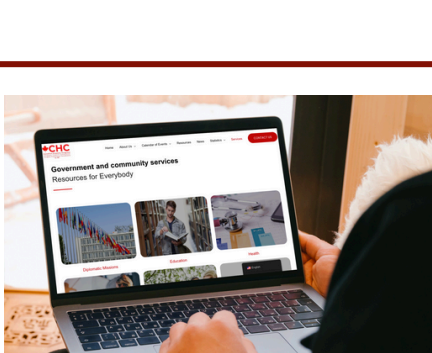 CHC
Home About Us Calendar of Events Resources News Statistics Services CONTACT US
Government and community services
Resources for Everybody
Diplomatic Missions
Education
Health